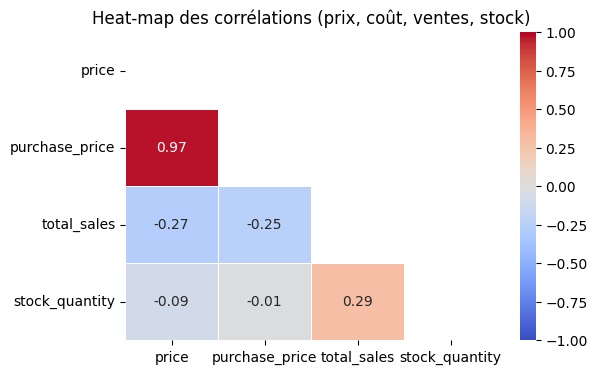 Heat-map des corrélations (prix, coût, ventes, stock)
price
purchase_price
total_sales
stock_quantity
0.97
-0.27 -0.25
-0.09 -0.01 0.29
price purchase_price total_sales stock_quantity
1.00
0.75
0.50
0.25
0.00
−0.25
−0.50
−0.75
−1.00